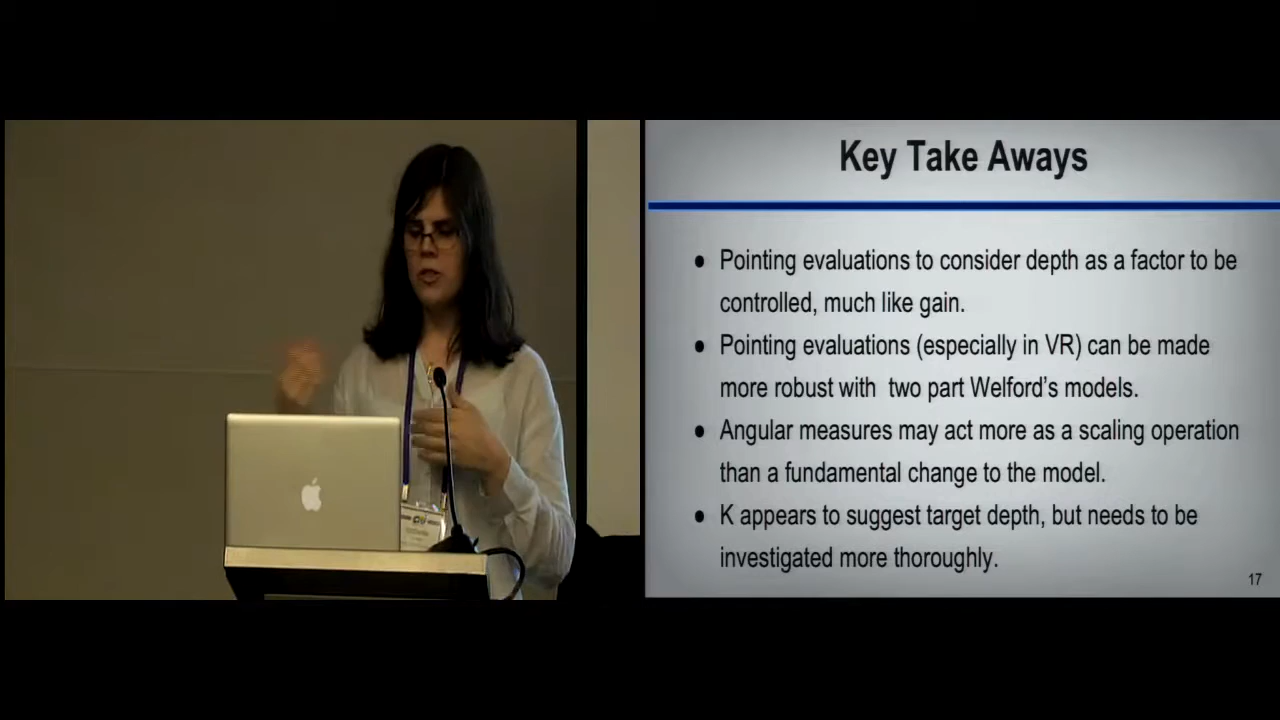 Key Take Aways
● Pointing evaluations to consider depth as a factor to be
controlled, much like gain.
● Pointing evaluations (especially in VR) can be made
more robust with two part Welford's models.
● Angular measures may act more as a scaling operation
than a fundamental change to the model.
● K appears to suggest target depth, but needs to be
investigated more thoroughly.
17